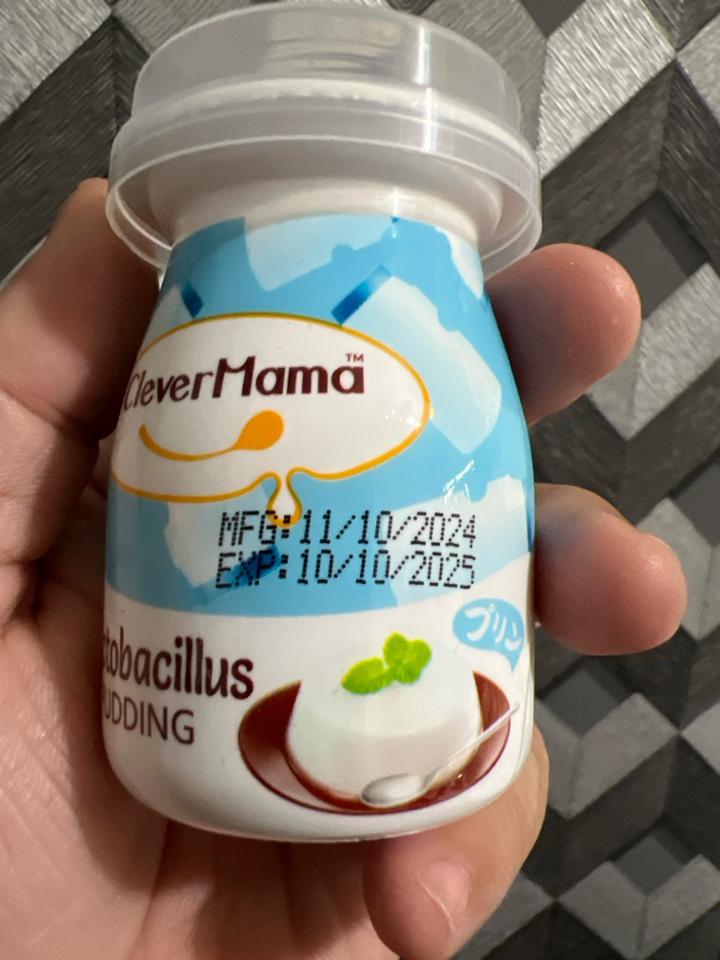 CleverMama™
MFG:11/10/2024
EXP:10/10/2025
プリン
tobacillus
UDDING